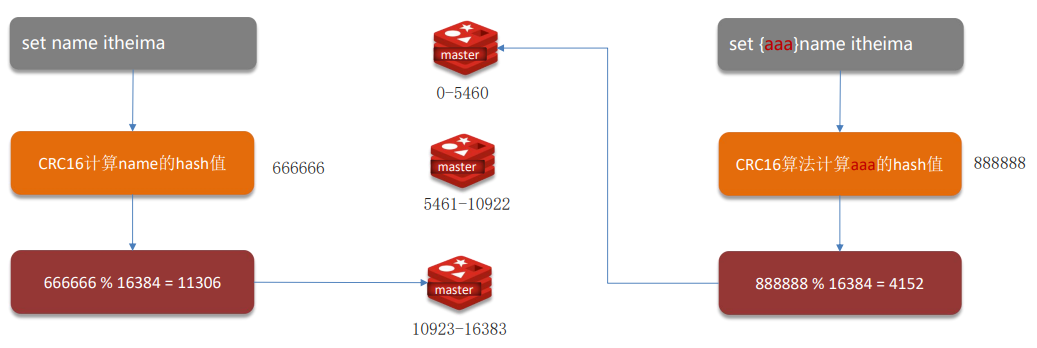 set name itheima
CRC16计算name的hash值
666666
666666 % 16384 = 11306
master
0-5460
master
5461-10922
master
10923-16383
set {aaa}name itheima
CRC16算法计算aaa的hash值
888888
888888 % 16384 = 4152